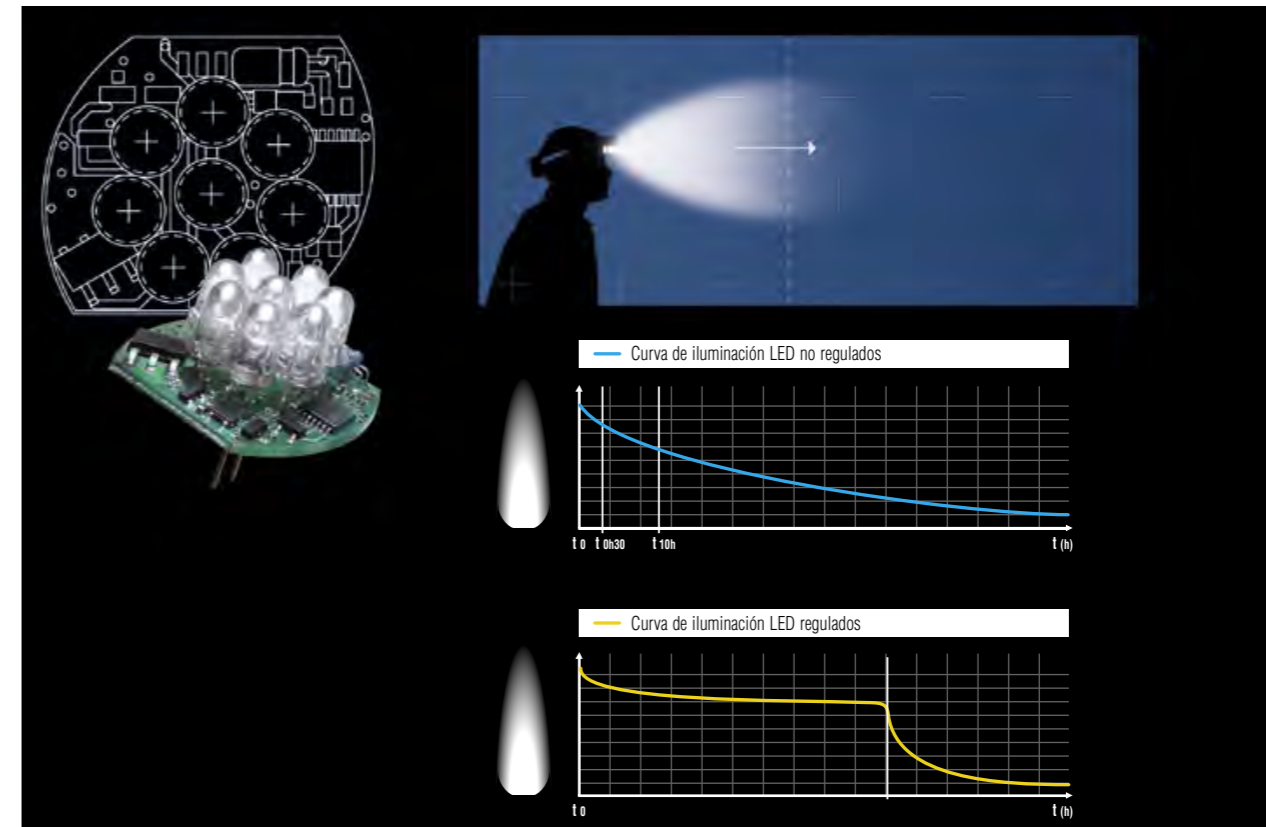 Curva de iluminación LED no regulados
t 0 t 0h30 t 10h t (h)
Curva de iluminación LED regulados
t 0 t (h)